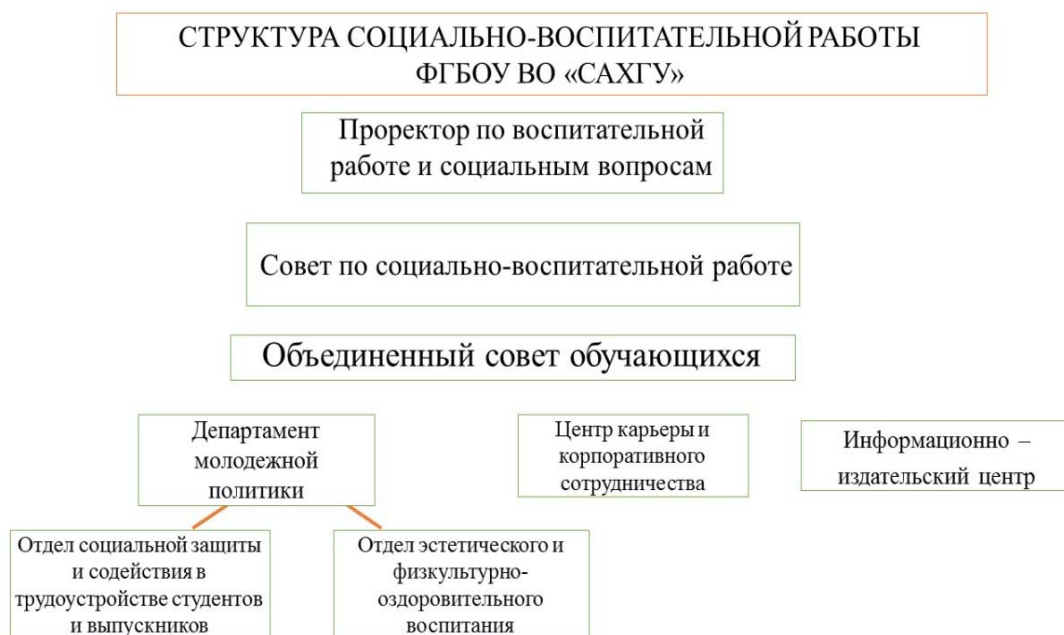 СТРУКТУРА СОЦИАЛЬНО-ВОСПИТАТЕЛЬНОЙ РАБОТЫ
ФГБОУ ВО «САХГУ»
Проректор по воспитательной
работе и социальным вопросам
Совет по социально-воспитательной работе
Объединенный совет обучающихся
Департамент
молодежной
политики
Центр карьеры и
корпоративного
сотрудничества
Информационно –
издательский центр
Отдел социальной защиты
и содействия в
трудоустройстве студентов
и выпускников
Отдел эстетического и
физкультурно-
оздоровительного
воспитания